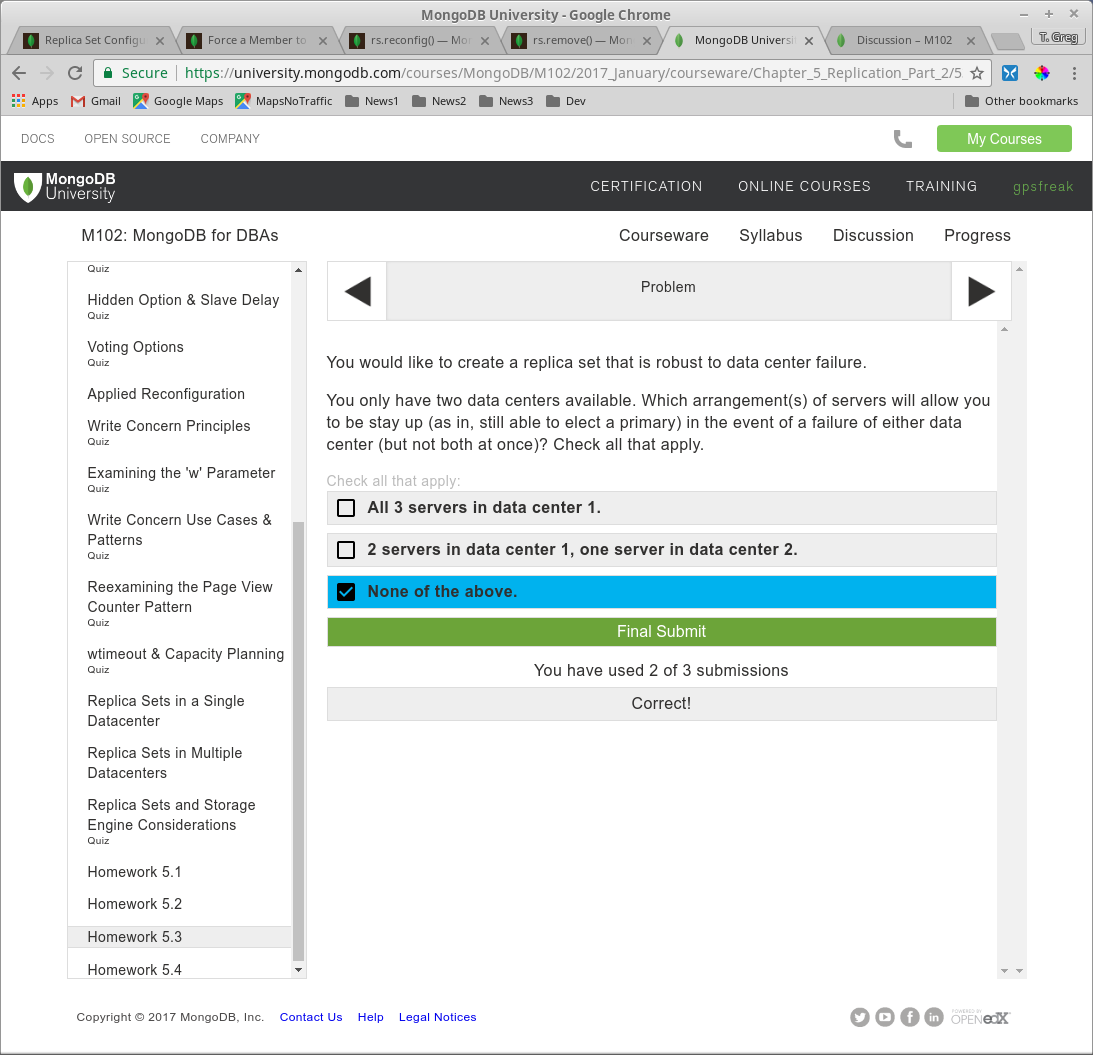 MongoDB University - Google Chrome
Replica Set Configu
Force a Member to
rs.reconfig() — Mon
rs.remove() — Mon
MongoDB Universi
Discussion – M102
T. Greg
Secure
https://university.mongodb.com/courses/MongoDB/M102/2017_January/courseware/Chapter_5_Replication_Part_2/5
Apps
Gmail
Google Maps
MapsNoTraffic
News1
News2
News3
Dev
Other bookmarks
DOCS
OPEN SOURCE
COMPANY
My Courses
MongoDB
University
CERTIFICATION
ONLINE COURSES
TRAINING
gpsfreak
M102: MongoDB for DBAs
Courseware
Syllabus
Discussion
Progress
Quiz
Hidden Option & Slave Delay
Quiz
Voting Options
Quiz
Applied Reconfiguration
Write Concern Principles
Quiz
Examining the 'w' Parameter
Quiz
Write Concern Use Cases &
Patterns
Quiz
Reexamining the Page View
Counter Pattern
Quiz
wtimeout & Capacity Planning
Quiz
Replica Sets in a Single
Datacenter
Replica Sets in Multiple
Datacenters
Replica Sets and Storage
Engine Considerations
Quiz
Homework 5.1
Homework 5.2
Homework 5.3
Homework 5.4
Problem
You would like to create a replica set that is robust to data center failure.
You only have two data centers available. Which arrangement(s) of servers will allow you
to be stay up (as in, still able to elect a primary) in the event of a failure of either data
center (but not both at once)? Check all that apply.
Check all that apply:
All 3 servers in data center 1.
2 servers in data center 1, one server in data center 2.
None of the above.
Final Submit
You have used 2 of 3 submissions
Correct!
Copyright © 2017 MongoDB, Inc.
Contact Us
Help
Legal Notices
POWERED BY
OPEN edX